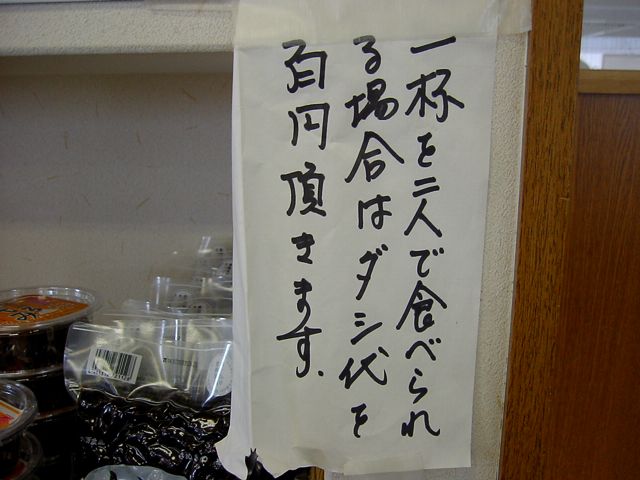 一杯を二人で食べられ
る場合はダシ代を
百円頂きます.